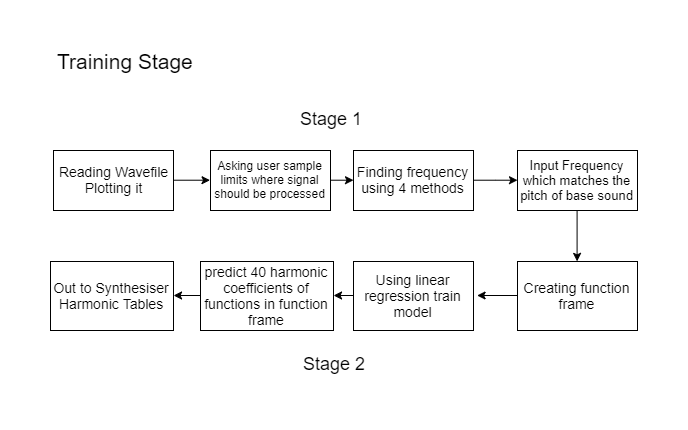 Training Stage
Stage 1
Reading Wavefile
Plotting it
Asking user sample
limits where signal
should be processed
Finding frequency
using 4 methods
Input Frequency
which matches the
pitch of base sound
Creating function
frame
Using linear
regression train
model
predict 40 harmonic
coefficients of
functions in function
frame
Out to Synthesiser
Harmonic Tables
Stage 2